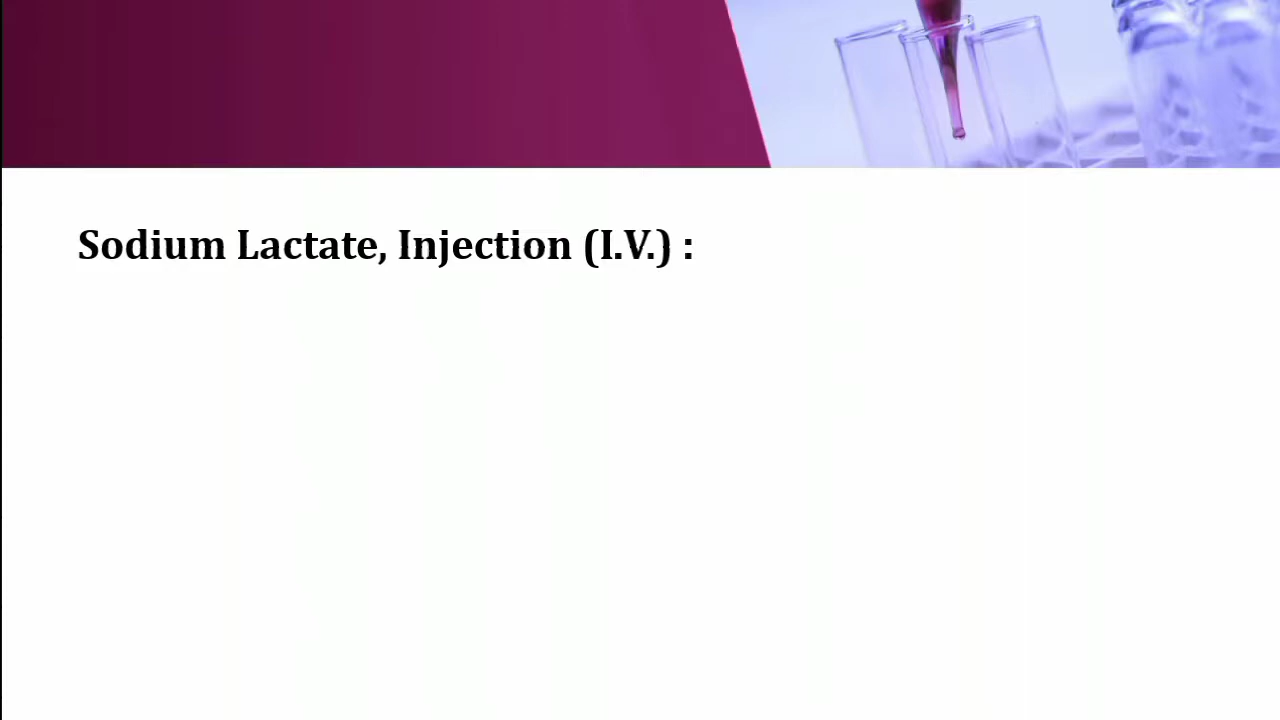 Sodium Lactate, Injection (I.V.) :